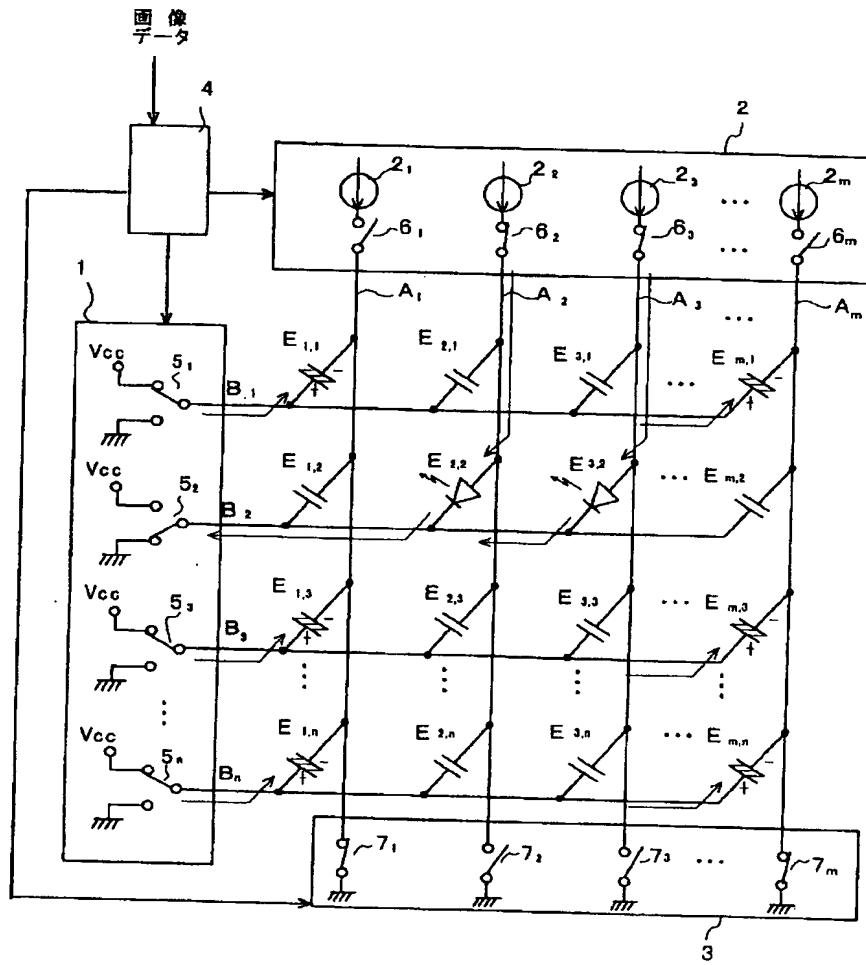 画像
データ
4
2
2₁ 2₂ 2₃ ... 2m
6₁ 6₂ 6₃ ... 6m
1
A₁ A₂ A₃ ... Am
Vcc 5₁ B₁ E₁,₁ E₂,₁ E₃,₁ ... Em,₁
+ - + -
Vcc 5₂ B₂ E₁,₂ E₂,₂ E₃,₂ ... Em,₂
Vcc 5₃ B₃ E₁,₃ E₂,₃ E₃,₃ ... Em,₃
+ - + -
Vcc 5n Bn E₁,n E₂,n E₃,n ... Em,n
+ - + -
7₁ 7₂ 7₃ ... 7m
3